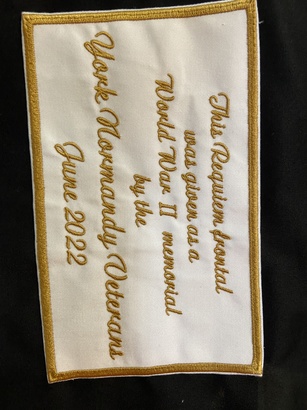 This Requiem frontal
was given as a
World War II memorial
by the
York Normandy Veterans
June 2022